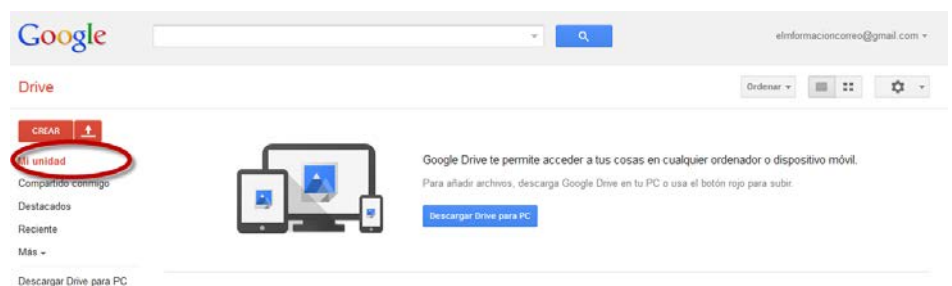 Google
elmformacioncorreo@gmail.com
Drive
Ordenar
CREAR
Mi unidad
Compartido conmigo
Destacados
Reciente
Más
Descargar Drive para PC
Google Drive te permite acceder a tus cosas en cualquier ordenador o dispositivo móvil.
Para añadir archivos, descarga Google Drive en tu PC o usa el botón rojo para subir.
Descargar Drive para PC